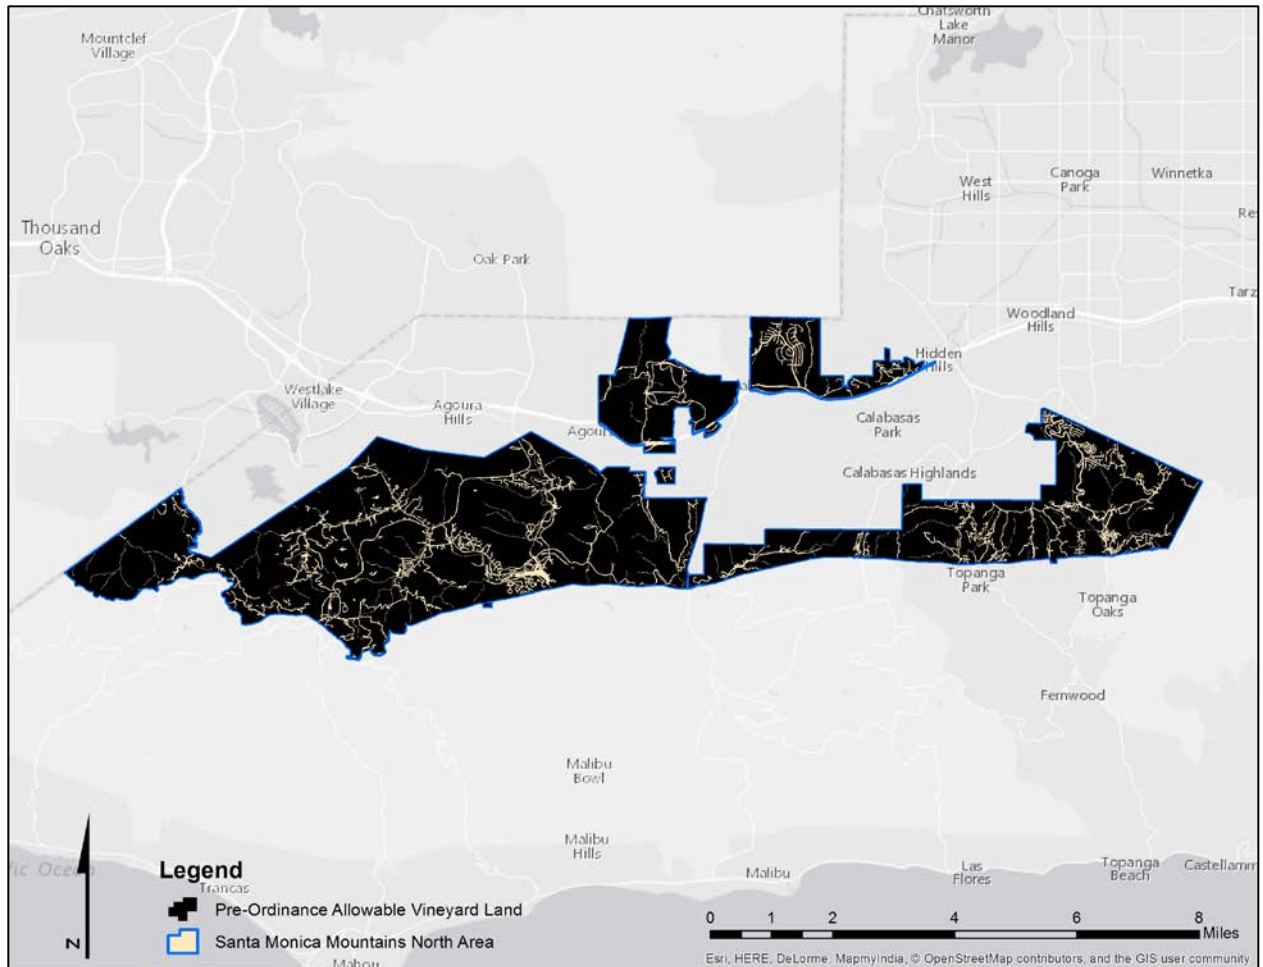 Chatsworth
Lake
Manor
Mountclef
Village
West
Hills
Canoga
Park
Winnetka
Thousand
Oaks
Oak Park
Woodland
Hills
Hidden
Hills
Westlake
Village
Agoura
Hills
Calabasas
Park
Calabasas Highlands
Topanga
Park
Topanga
Oaks
Fernwood
Malibu
Bowl
Malibu
Hills
Malibu
Las
Flores
Topanga
Beach
Trancas
Legend
Pre-Ordinance Allowable Vineyard Land
Santa Monica Mountains North Area
N
0 1 2 4 6 8
Miles
Esri, HERE, DeLorme, MapmyIndia, © OpenStreetMap contributors, and the GIS user community